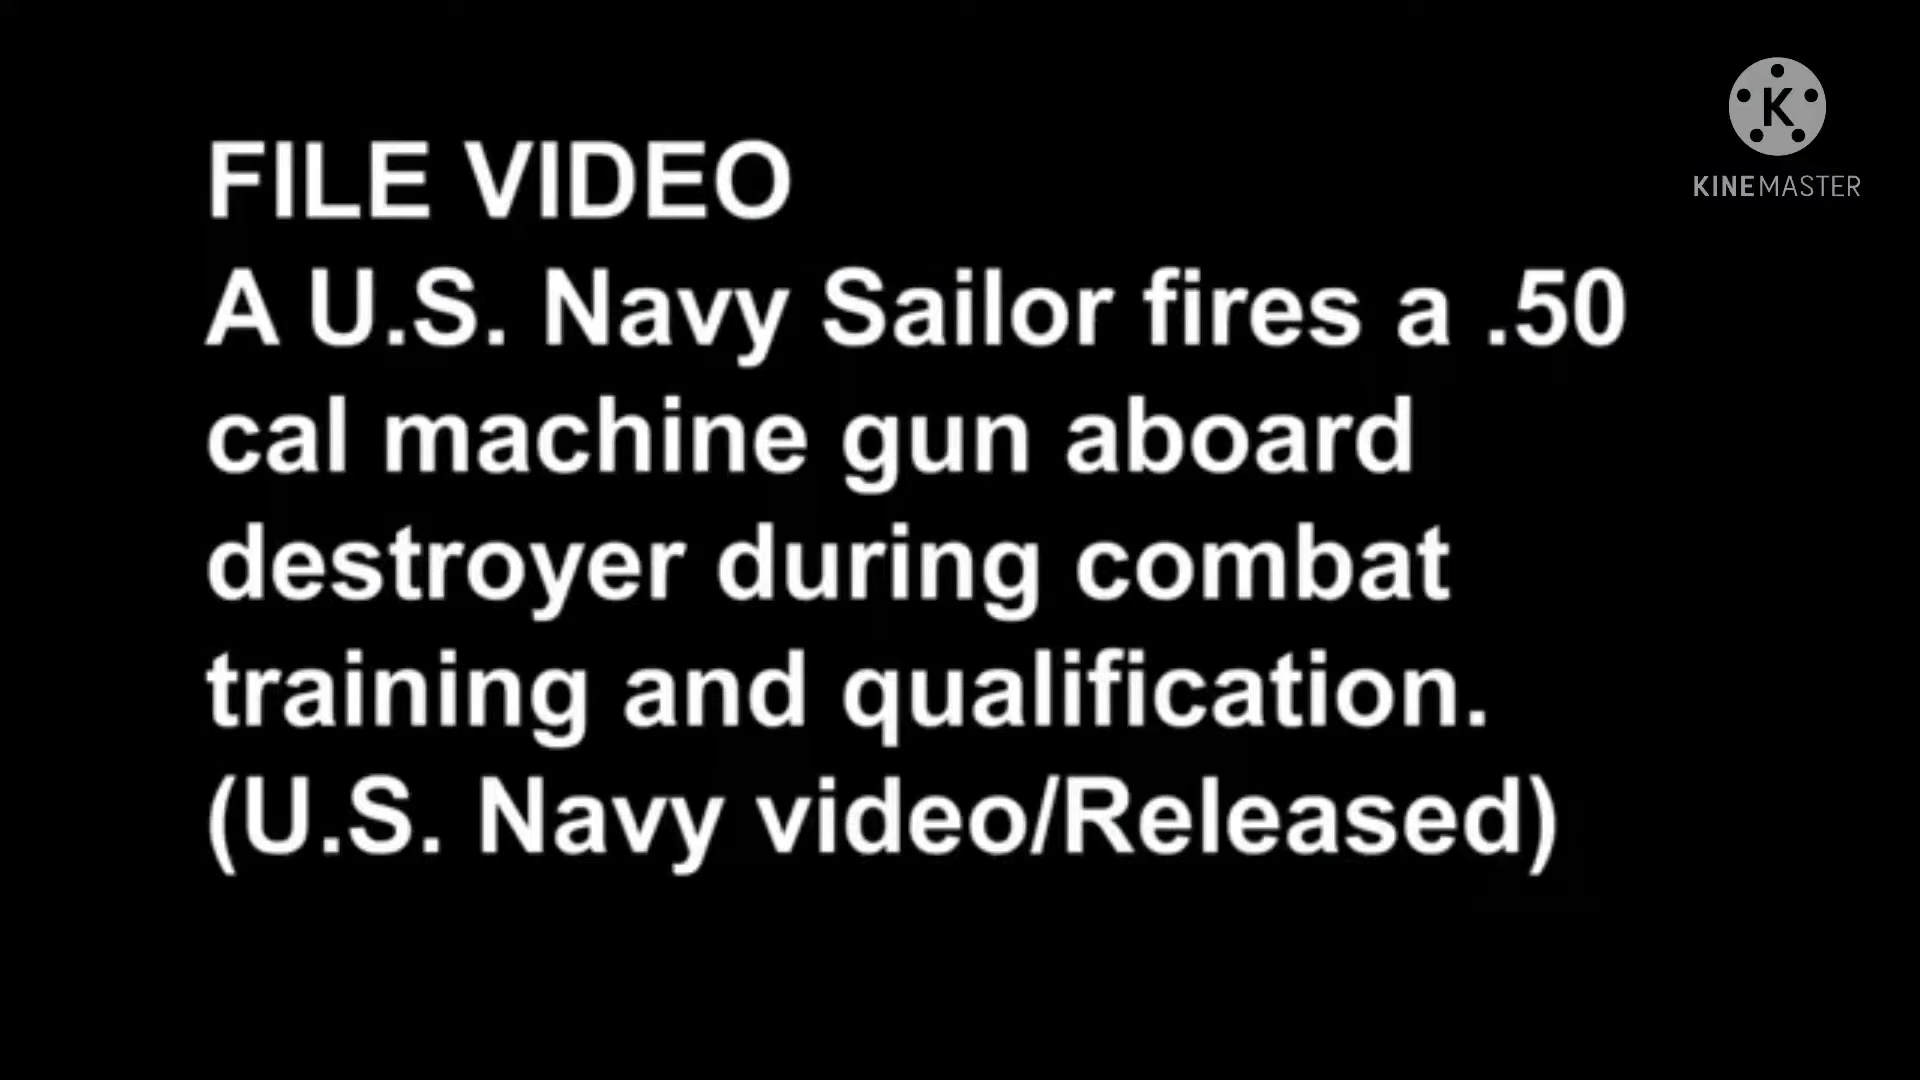 FILE VIDEO
A U.S. Navy Sailor fires a .50
cal machine gun aboard
destroyer during combat
training and qualification.
(U.S. Navy video/Released)
K
KINEMASTER